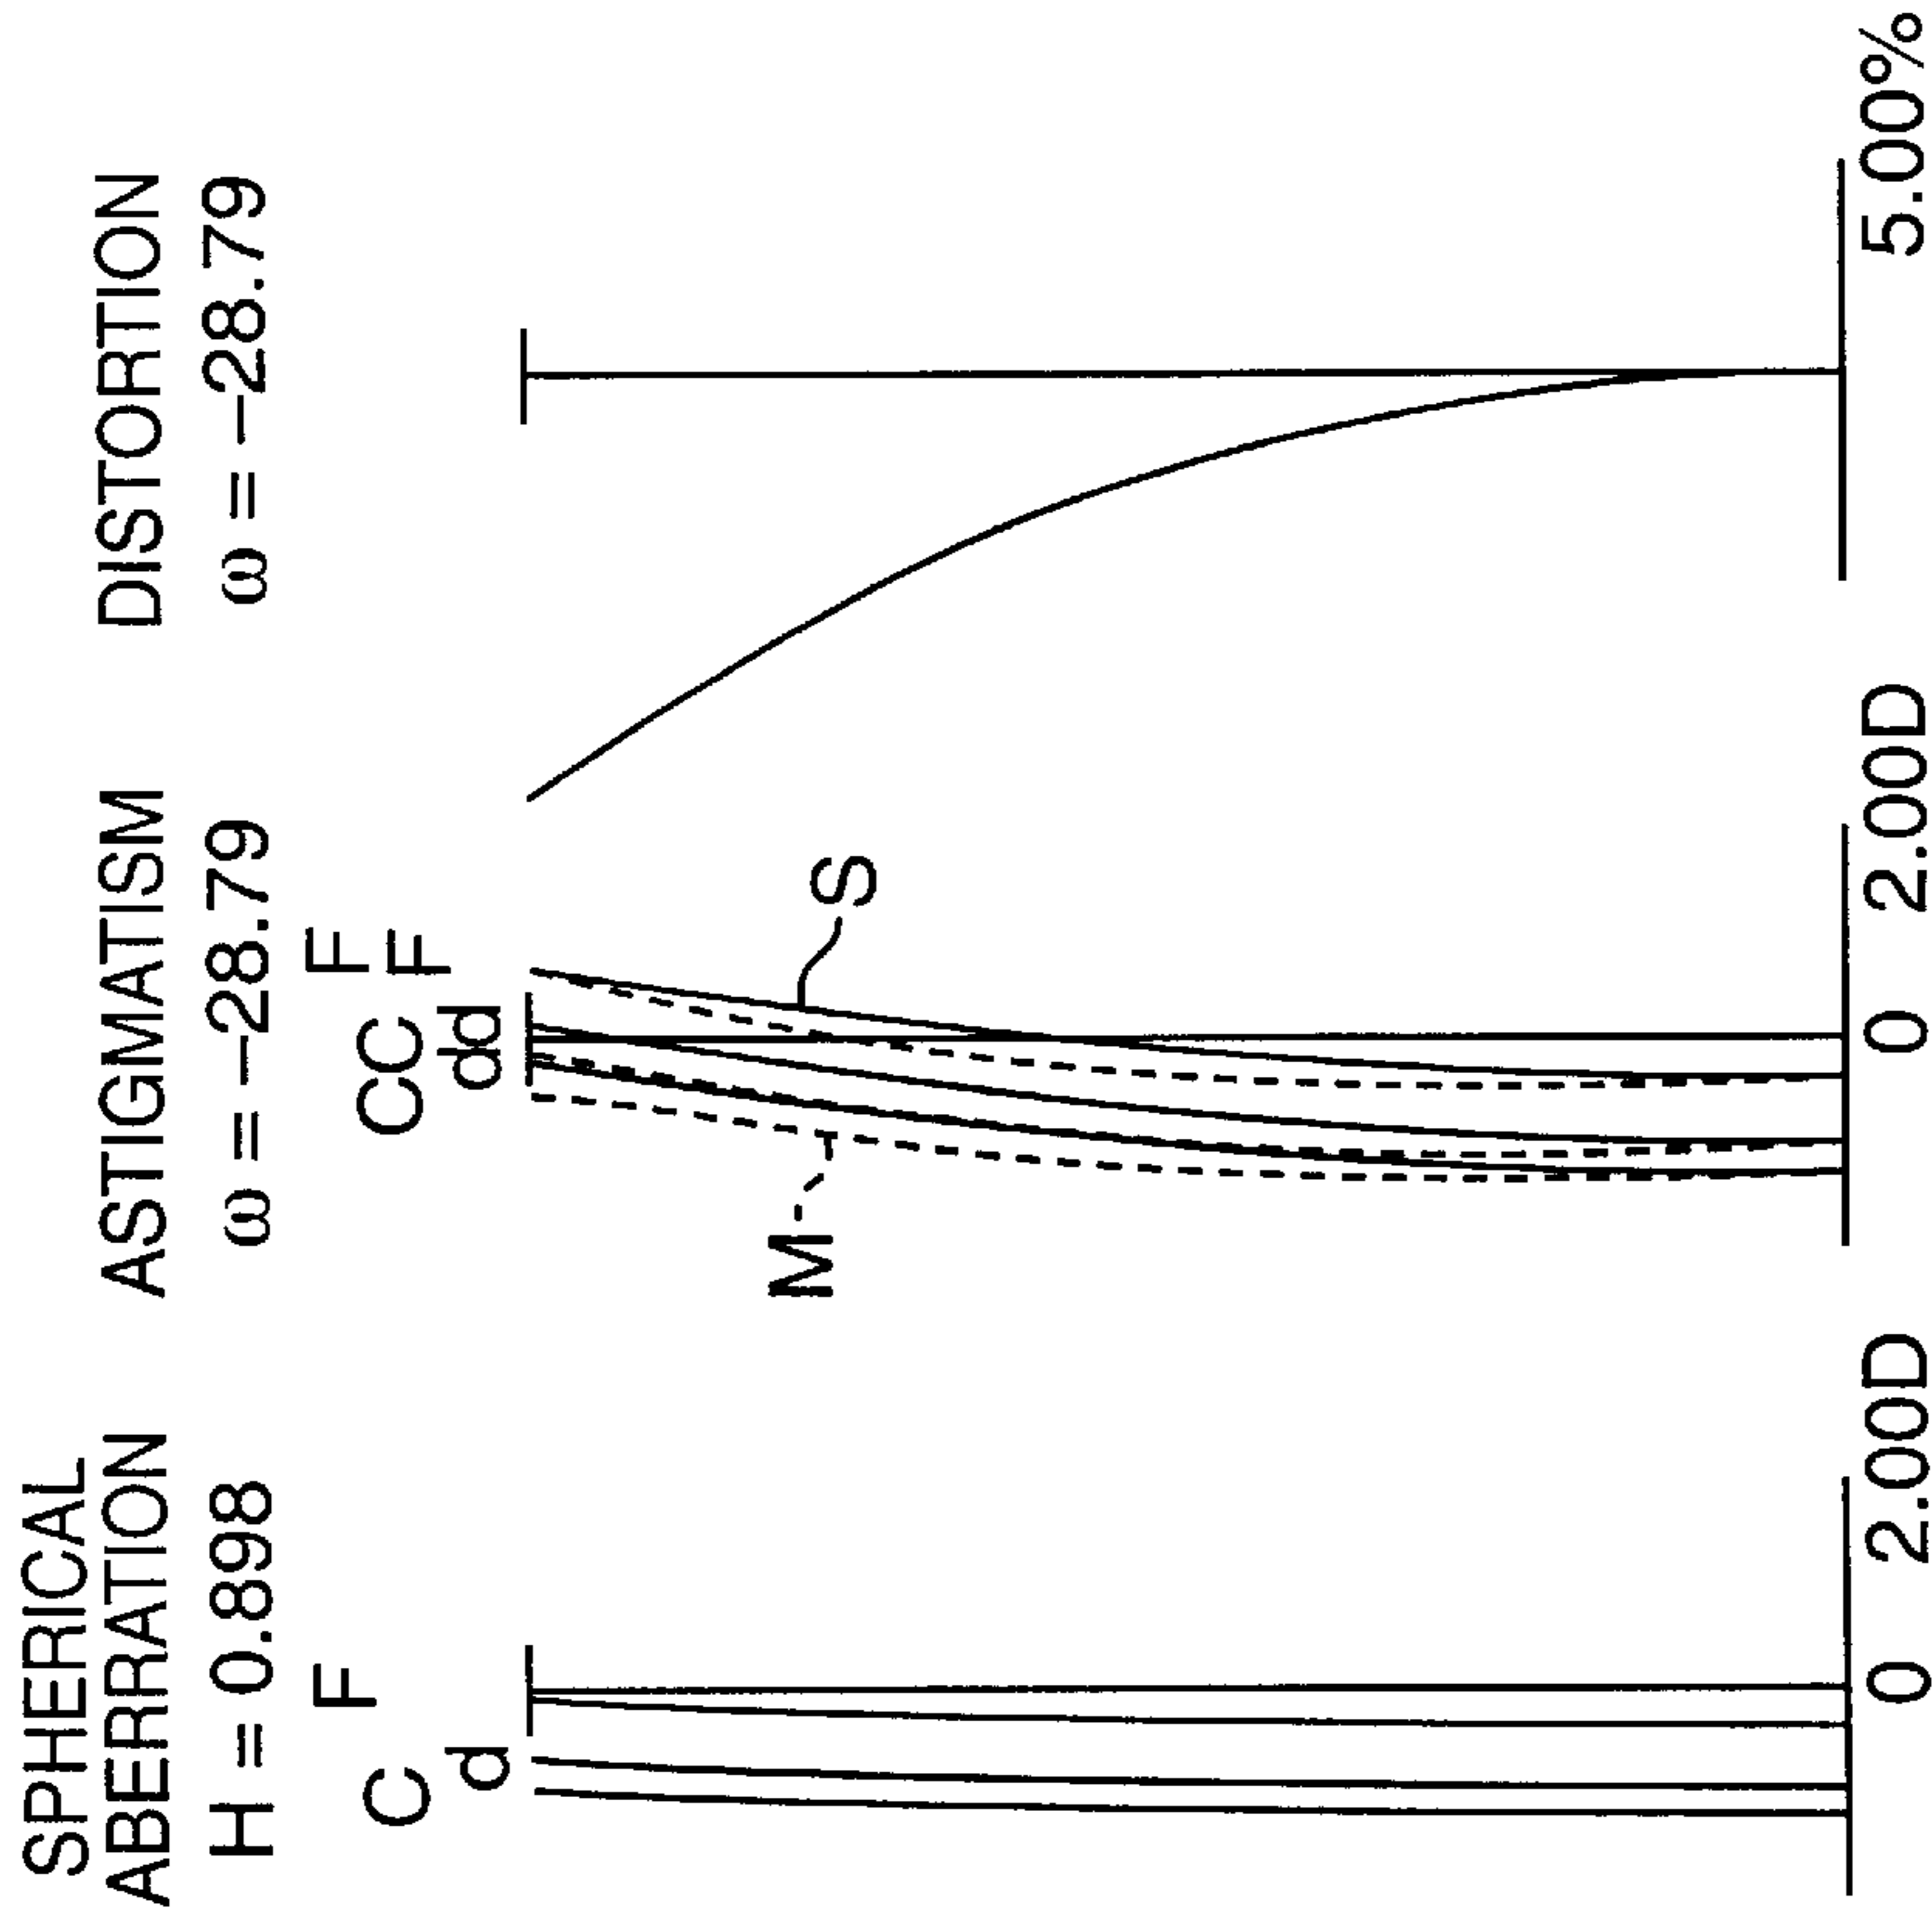 SPHERICAL
ABERRATION
H = 0.898
F
C
d
0
2.00D
ASTIGMATISM
ω = −28.79
F
CC
F
dd
M
S
0
2.00D
DISTORTION
ω = −28.79
5.00%